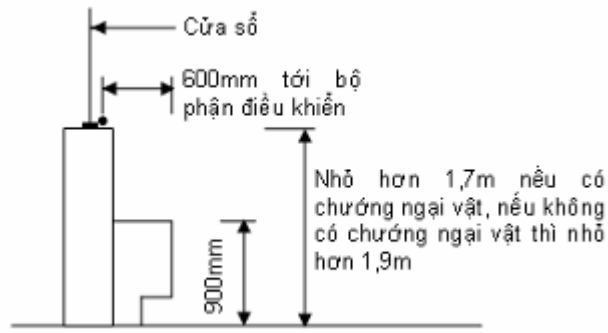 Cửa sổ
600mm tới bộ
phận điều khiển
Nhỏ hơn 1,7m nếu có
chướng ngại vật, nếu không
có chướng ngại vật thì nhỏ
hơn 1,9m
900mm